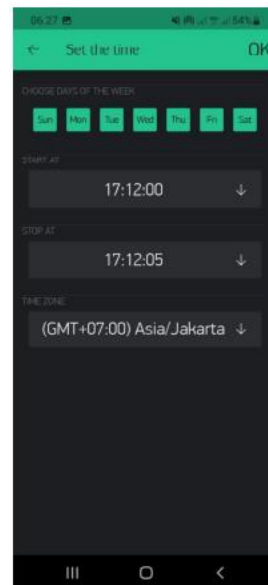 06.27 54%
← Set the time OK
CHOOSE DAYS OF THE WEEK
Sun Mon Tue Wed Thu Fri Sat
START AT
17:12:00 ↓
STOP AT
17:12:05 ↓
TIME ZONE
(GMT+07:00) Asia/Jakarta ↓